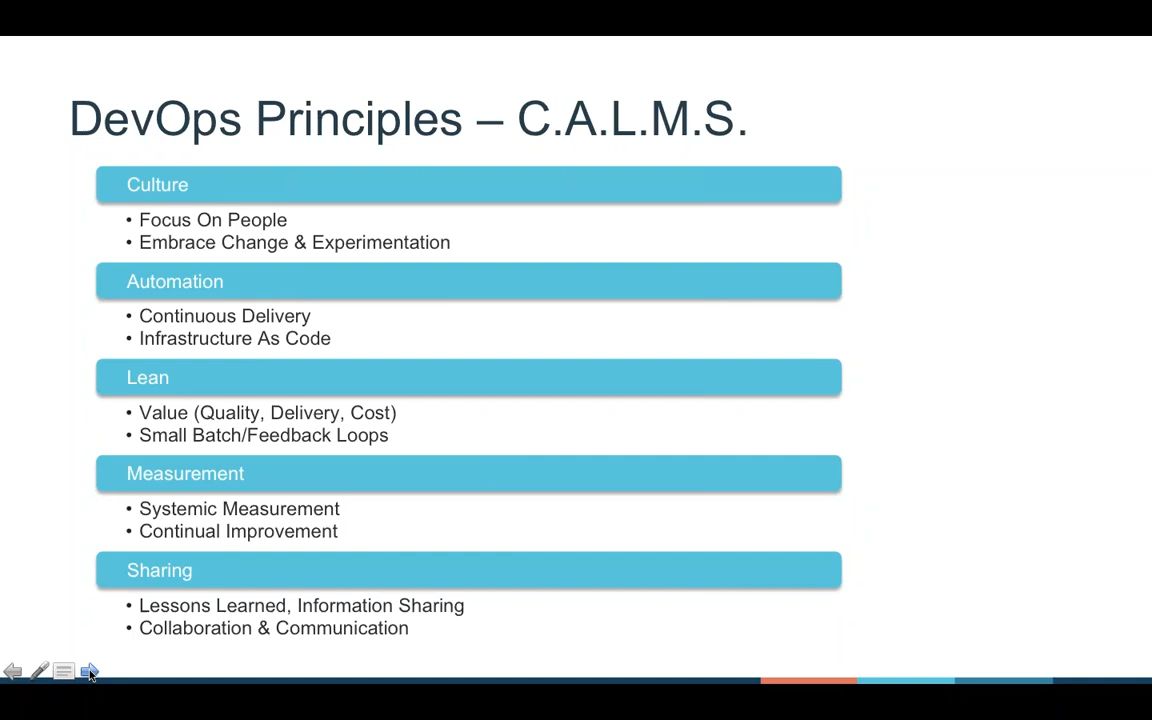 DevOps Principles – C.A.L.M.S.
Culture
• Focus On People
• Embrace Change & Experimentation
Automation
• Continuous Delivery
• Infrastructure As Code
Lean
• Value (Quality, Delivery, Cost)
• Small Batch/Feedback Loops
Measurement
• Systemic Measurement
• Continual Improvement
Sharing
• Lessons Learned, Information Sharing
• Collaboration & Communication